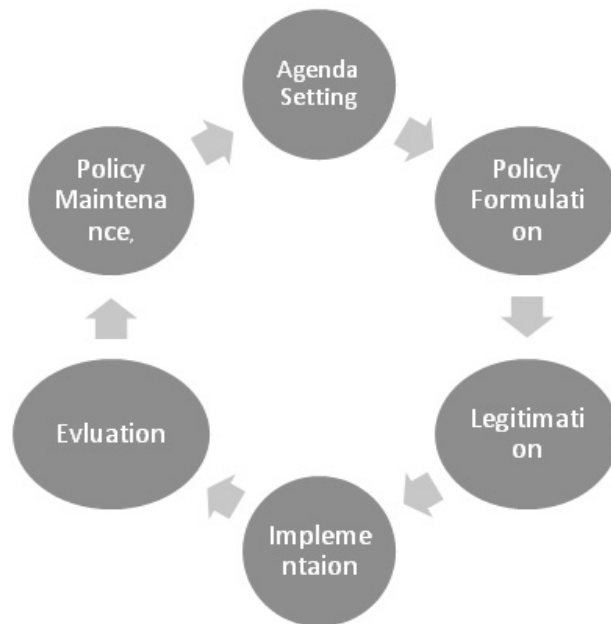 Agenda
Setting
Policy
Formulati
on
Legitimati
on
Impleme
ntaion
Evluation
Policy
Maintena
nce,